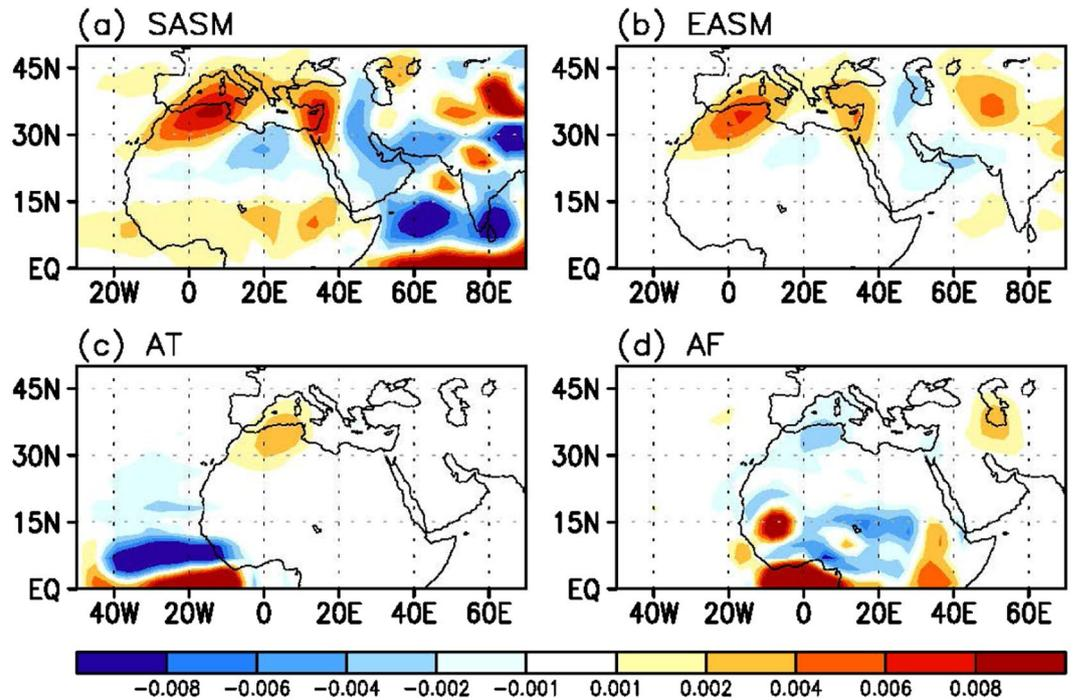 (a) SASM
(b) EASM
45N
30N
15N
EQ
20W 0 20E 40E 60E 80E
45N
30N
15N
EQ
20W 0 20E 40E 60E 80E
(c) AT
(d) AF
45N
30N
15N
EQ
40W 20W 0 20E 40E 60E
45N
30N
15N
EQ
40W 20W 0 20E 40E 60E
-0.008 -0.006 -0.004 -0.002 -0.001 0.001 0.002 0.004 0.006 0.008